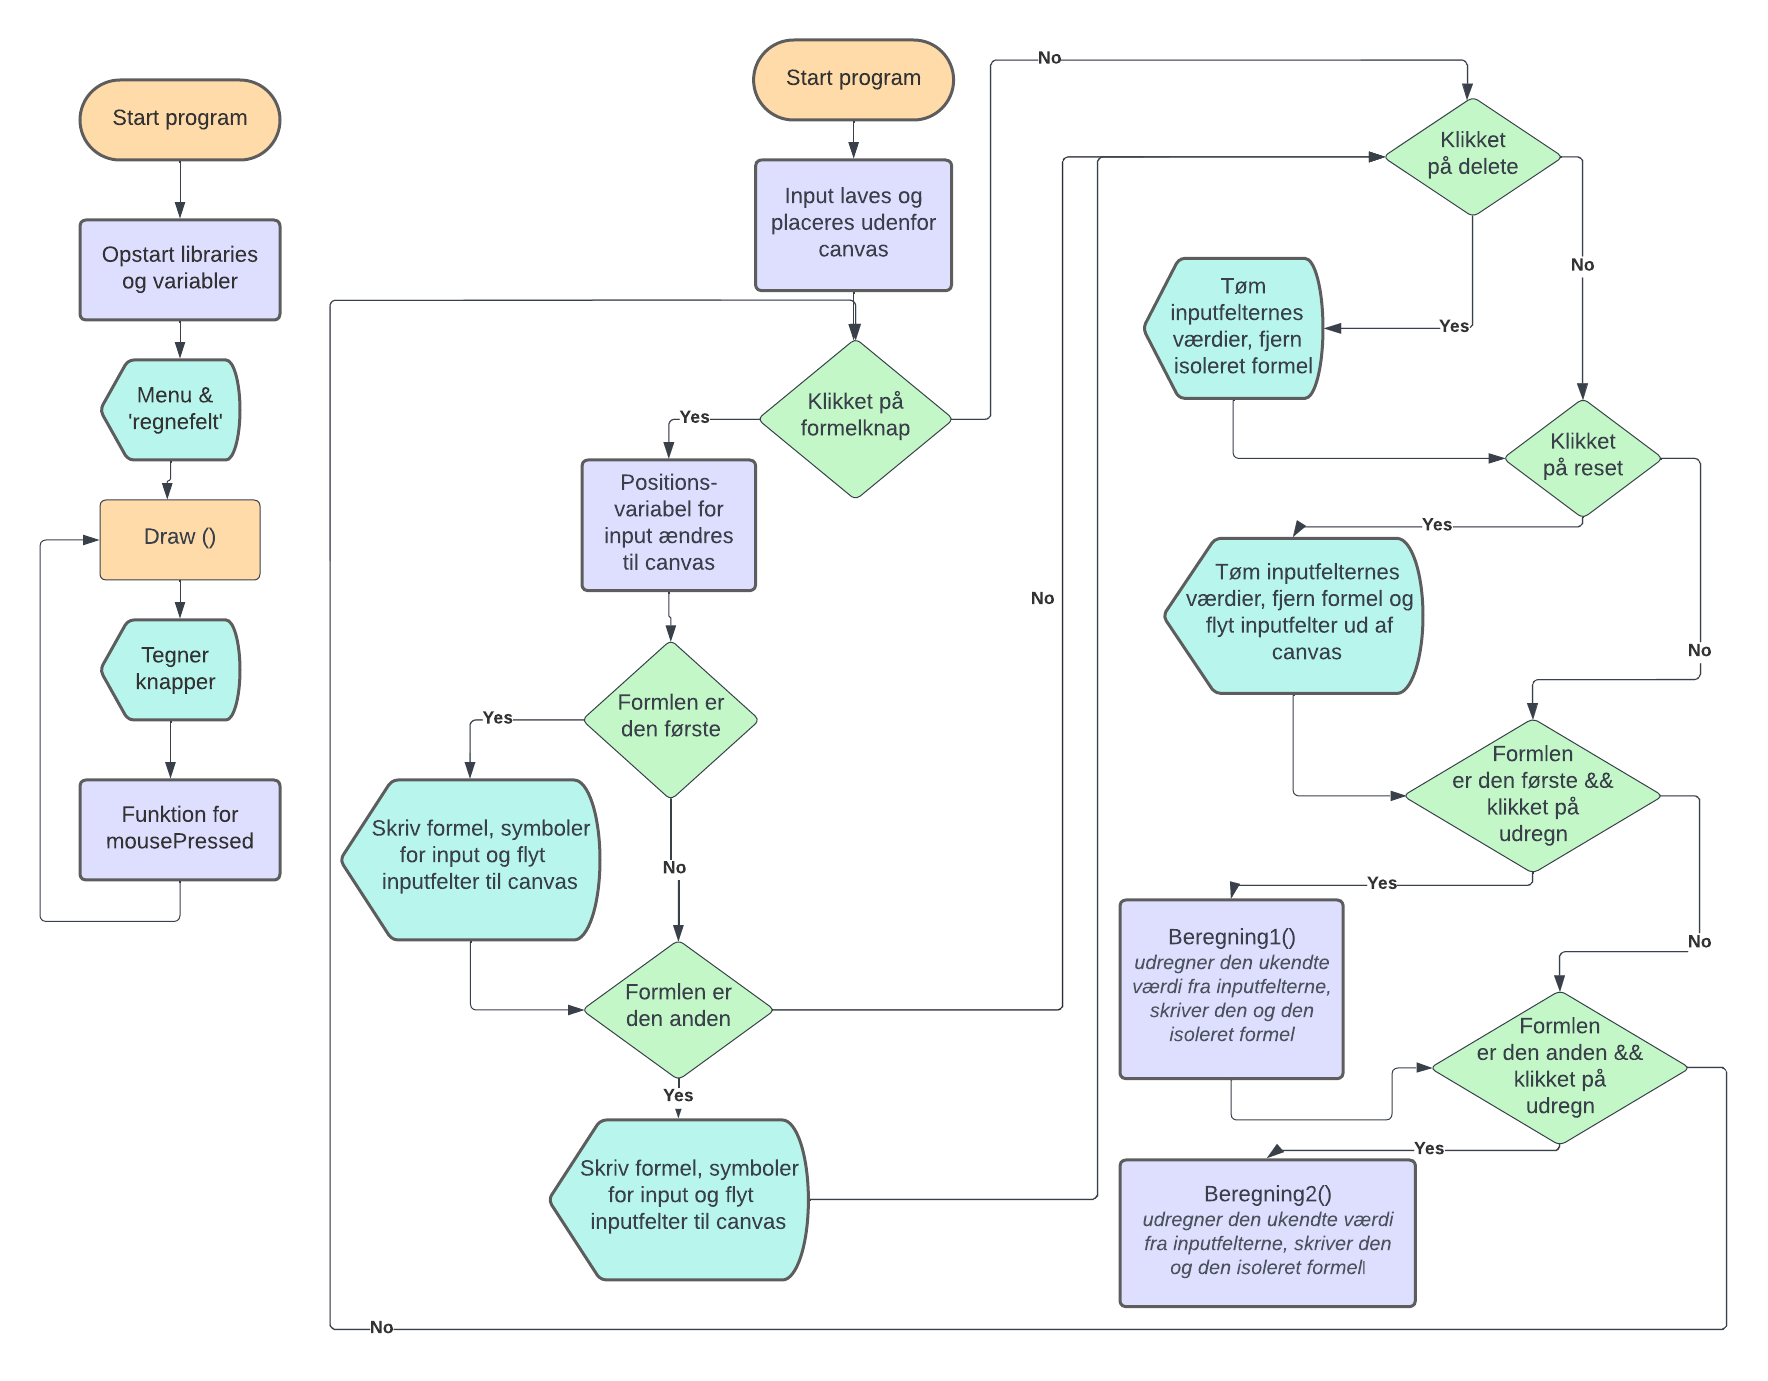 Start program
Opstart libraries
og variabler
Menu &
'regnefelt'
Draw ()
Tegner
knapper
Funktion for
mousePressed
Start program
Input laves og
placeres udenfor
canvas
Klikket på
formelknap
Yes
No
Positions-
variabel for
input ændres
til canvas
Formlen er
den første
Yes
No
Skriv formel, symboler
for input og flyt
inputfelter til canvas
Formlen er
den anden
No
Yes
Skriv formel, symboler
for input og flyt
inputfelter til canvas
Klikket
på delete
No
Yes
Tøm
inputfelternes
værdier, fjern
isoleret formel
Klikket
på reset
Yes
No
Tøm inputfelternes
værdier, fjern formel og
flyt inputfelter ud af
canvas
Formlen
er den første &&
klikket på
udregn
Yes
No
Beregning1()
udregner den ukendte
værdi fra inputfelterne,
skriver den og den
isoleret formel
Formlen
er den anden &&
klikket på
udregn
Yes
Beregning2()
udregner den ukendte værdi
fra inputfelterne, skriver den
og den isoleret formel
No